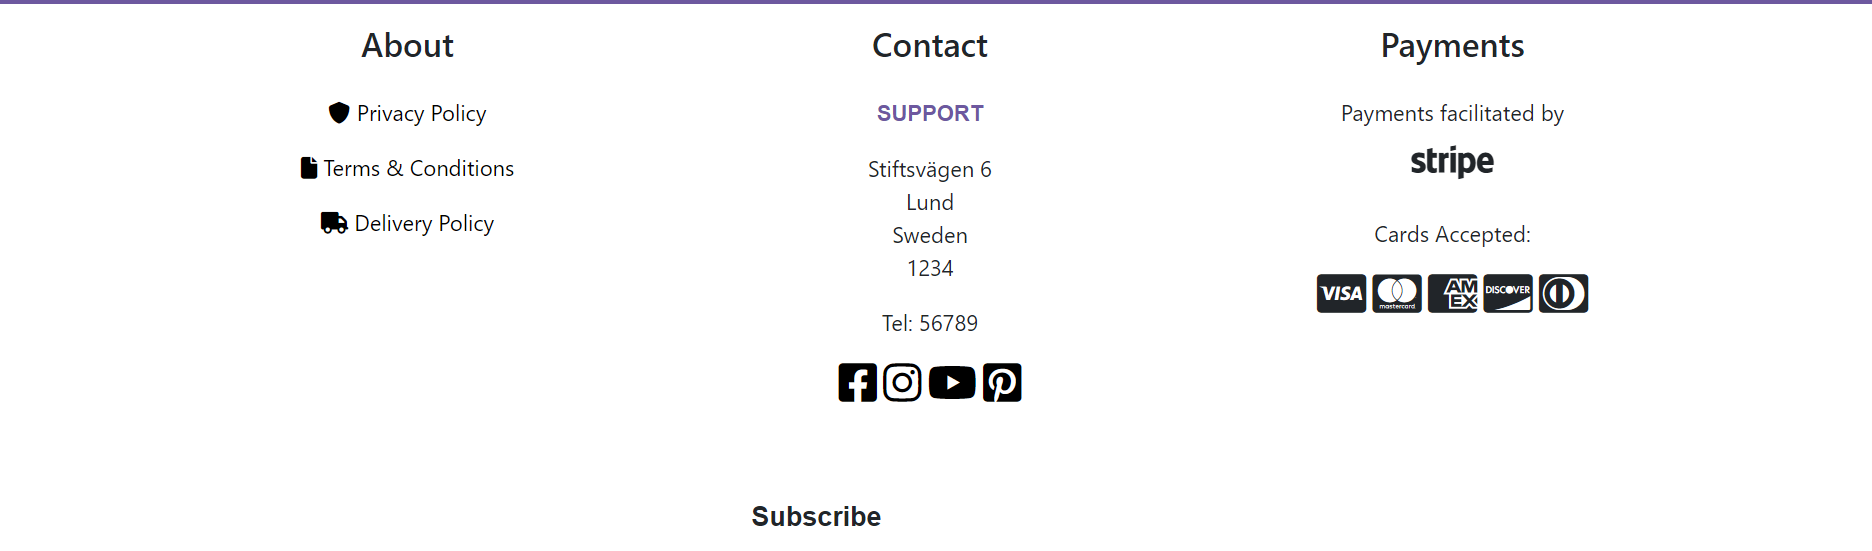 About
Privacy Policy
Terms & Conditions
Delivery Policy
Contact
SUPPORT
Stiftsvägen 6
Lund
Sweden
1234
Tel: 56789
Payments
Payments facilitated by
stripe
Cards Accepted:
VISA mastercard AM EX DISCOVER
Subscribe